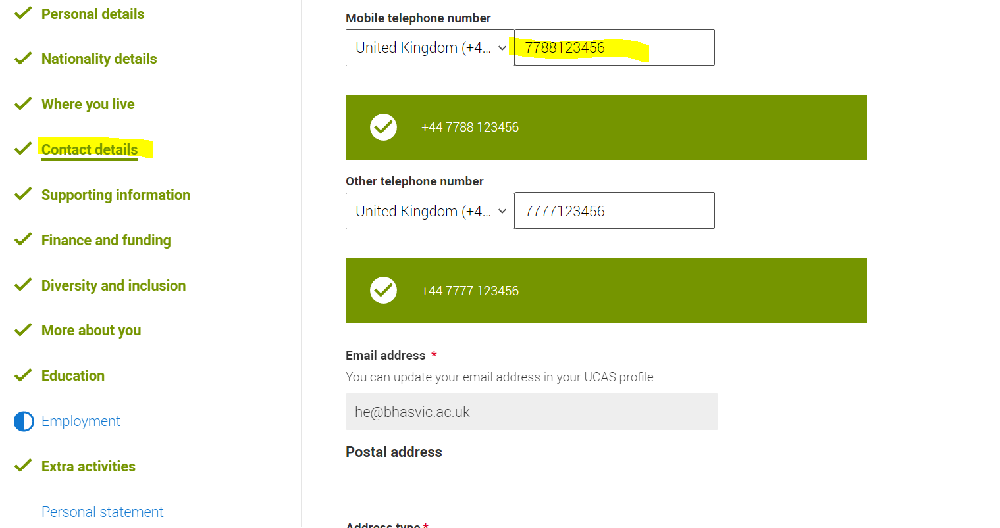 Personal details
Nationality details
Where you live
Contact details
Supporting information
Finance and funding
Diversity and inclusion
More about you
Education
Employment
Extra activities
Personal statement
Mobile telephone number
United Kingdom (+4... 7788123456
+44 7788 123456
Other telephone number
United Kingdom (+4... 7777123456
+44 7777 123456
Email address *
You can update your email address in your UCAS profile
he@bhasvic.ac.uk
Postal address
Address type *